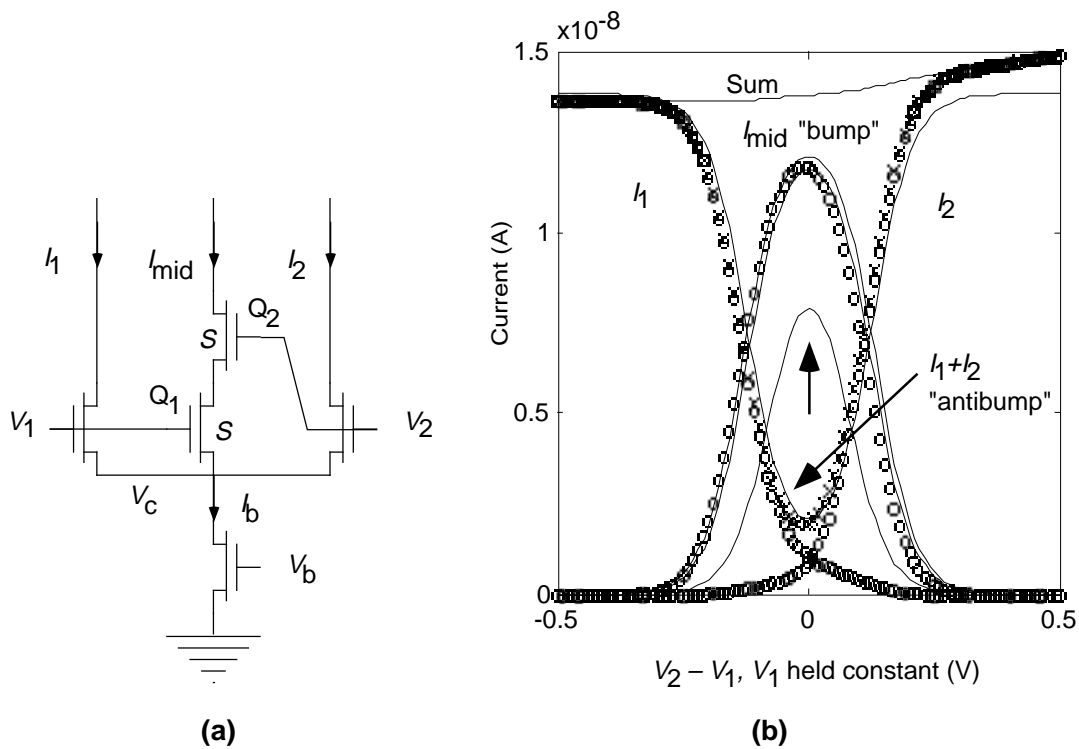 I1
Imid
I2
Q2
S
Q1
S
V1
V2
Vc
Ib
Vb
(a)
x10-8
1.5
1
0.5
0
Current (A)
Sum
Imid "bump"
I1
I2
I1+I2
"antibump"
-0.5
0
0.5
V2 – V1, V1 held constant (V)
(b)